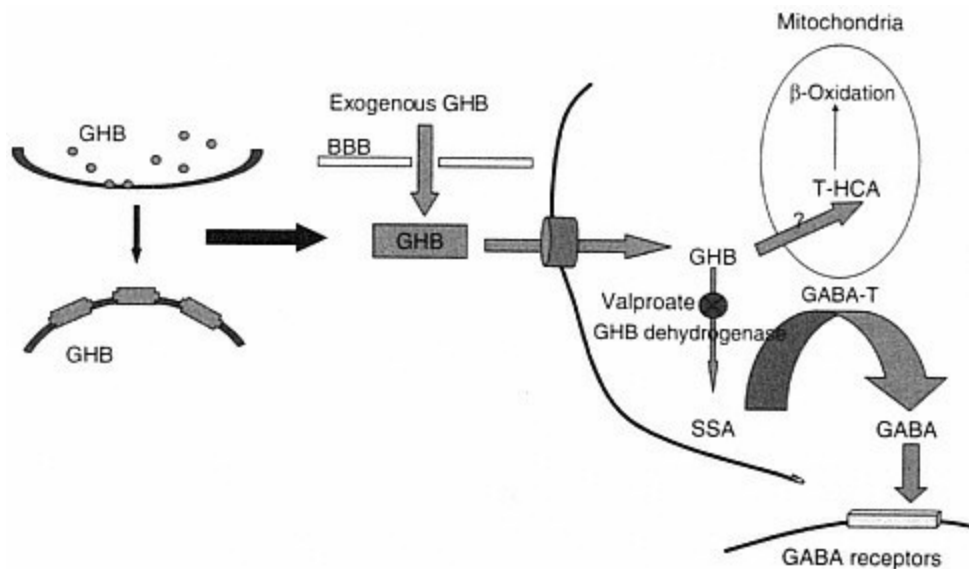 Mitochondria
β-Oxidation
T-HCA
?
Exogenous GHB
BBB
GHB
GHB
GHB
GHB
Valproate
GHB dehydrogenase
GABA-T
SSA
GABA
GABA receptors